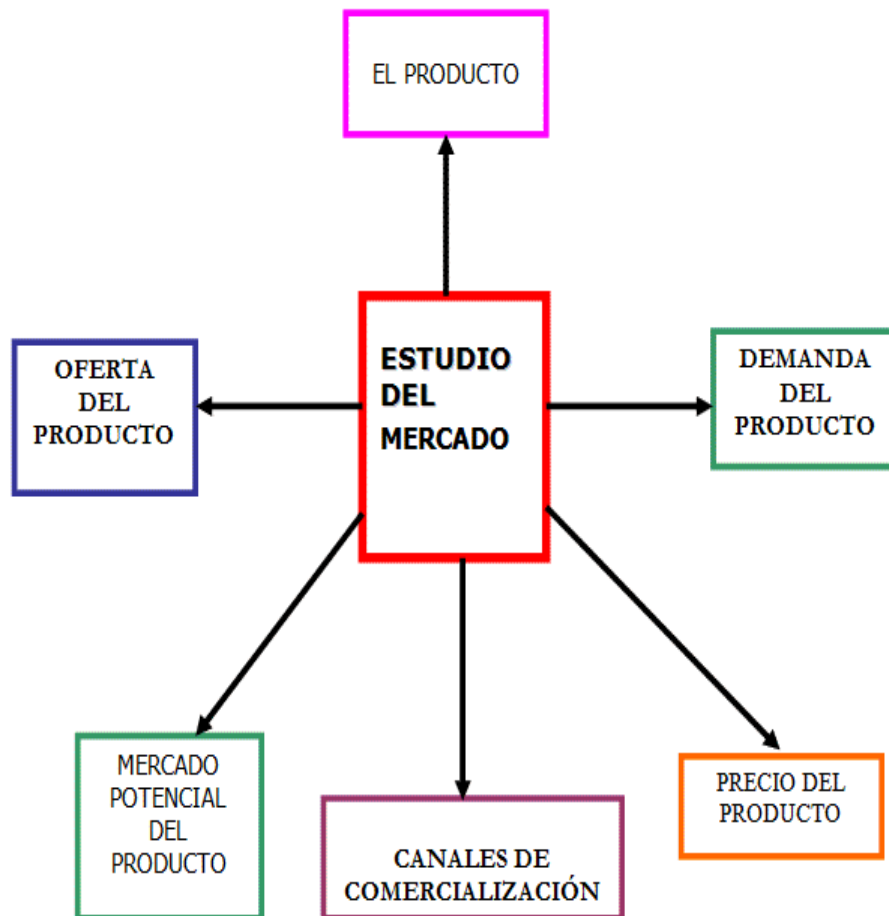 EL PRODUCTO
ESTUDIO
DEL
MERCADO
OFERTA
DEL
PRODUCTO
DEMANDA
DEL
PRODUCTO
MERCADO
POTENCIAL
DEL
PRODUCTO
CANALES DE
COMERCIALIZACIÓN
PRECIO DEL
PRODUCTO